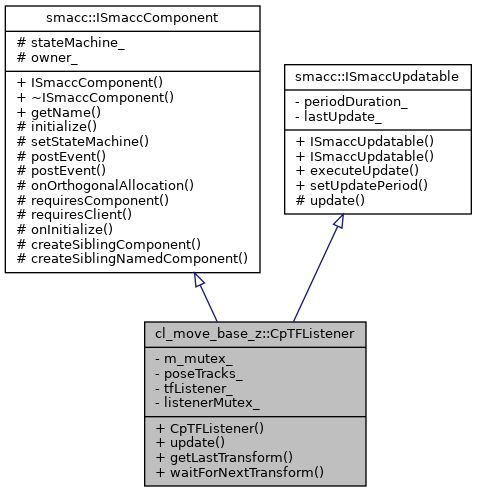 smacc::ISmaccComponent
# stateMachine_
# owner_
+ ISmaccComponent()
+ ~ISmaccComponent()
+ getName()
# initialize()
# setStateMachine()
# postEvent()
# postEvent()
# onOrthogonalAllocation()
# requiresComponent()
# requiresClient()
# onInitialize()
# createSiblingComponent()
# createSiblingNamedComponent()
smacc::ISmaccUpdatable
- periodDuration_
- lastUpdate_
+ ISmaccUpdatable()
+ ISmaccUpdatable()
+ executeUpdate()
+ setUpdatePeriod()
# update()
cl_move_base_z::CpTFListener
- m_mutex_
- poseTracks_
- tfListener_
- listenerMutex_
+ CpTFListener()
+ update()
+ getLastTransform()
+ waitForNextTransform()